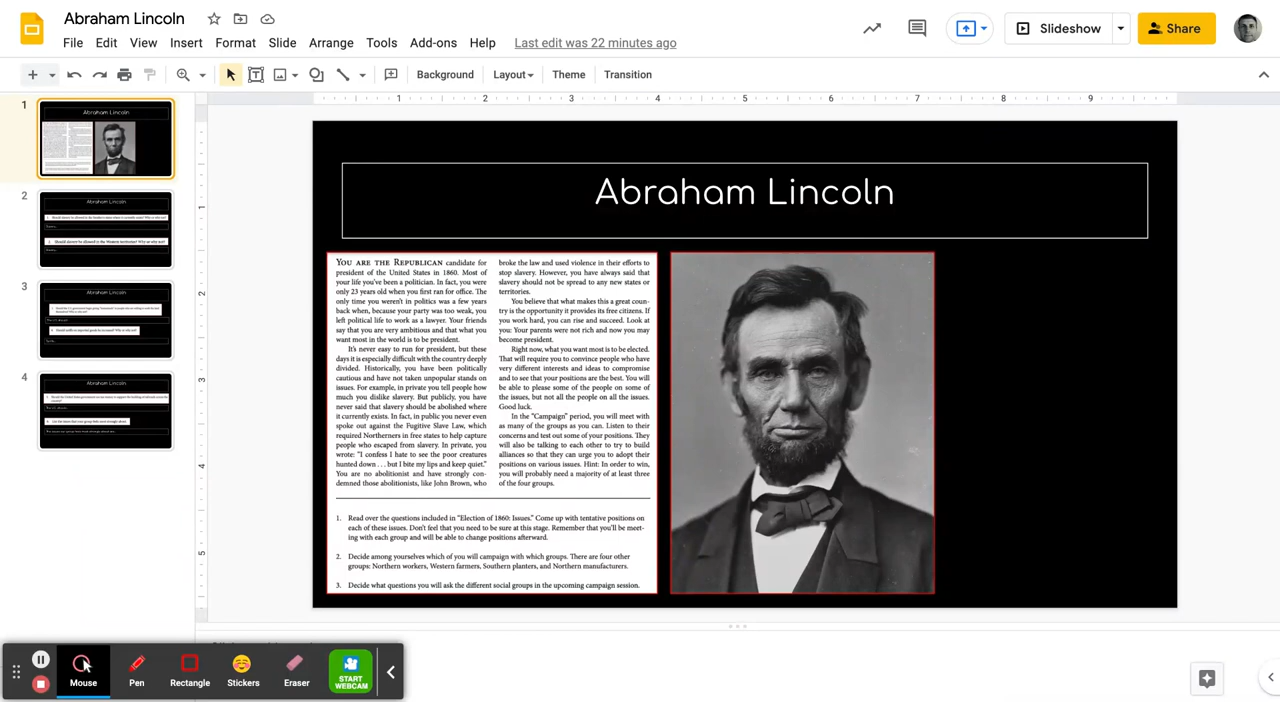 Abraham Lincoln
File Edit View Insert Format Slide Arrange Tools Add-ons Help Last edit was 22 minutes ago
Slideshow
Share
Background Layout Theme Transition
1 2 3 4 5 6 7 8 9
1
Abraham Lincoln
2
Abraham Lincoln
3
Abraham Lincoln
4
Abraham Lincoln
1
2
3
4
5
Abraham Lincoln
YOU ARE THE REPUBLICAN candidate for
president of the United States in 1860. Most of
your life you've been a politician. In fact, you were
only 23 years old when you first ran for office. The
only time you weren't in politics was a few years
back when, because your party was too weak, you
left political life to work as a lawyer. Your friends
say that you are very ambitious and that what you
want most in the world is to be president.
It's never easy to run for president, but these
days it is especially difficult with the country deeply
divided. Historically, you have been politically
cautious and have not taken unpopular stands on
issues. For example, in private you tell people how
much you dislike slavery. But publicly, you have
never said that slavery should be abolished where
it currently exists. In fact, in public you never even
spoke out against the Fugitive Slave Law, which
required Northerners in free states to help capture
people who escaped from slavery. In private, you
wrote: "I confess I hate to see the poor creatures
hunted down . . . but I bite my lips and keep quiet."
You are no abolitionist and have strongly con-
demned those abolitionists, like John Brown, who
broke the law and used violence in their efforts to
stop slavery. However, you have always said that
slavery should not be spread to any new states or
territories.
You believe that what makes this a great coun-
try is the opportunity it provides its free citizens. If
you work hard, you can rise and succeed. Look at
you: Your parents were not rich and now you may
become president.
Right now, what you want most is to be elected.
That will require you to convince people who have
very different interests and ideas to compromise
and to see that your positions are the best. You will
be able to please some of the people on some of
the issues, but not all the people on all the issues.
Good luck.
In the "Campaign" period, you will meet with
as many of the groups as you can. Listen to their
concerns and test out some of your positions. They
will also be talking to each other to try to build
alliances so that they can urge you to adopt their
positions on various issues. Hint: In order to win,
you will probably need a majority of at least three
of the four groups.
1. Read over the questions included in "Election of 1860: Issues." Come up with tentative positions on
each of these issues. Don't feel that you need to be sure at this stage. Remember that you'll be meet-
ing with each group and will be able to change positions afterward.
2. Decide among yourselves which of you will campaign with which groups. There are four other
groups: Northern workers, Western farmers, Southern planters, and Northern manufacturers.
3. Decide what questions you will ask the different social groups in the upcoming campaign session.
Mouse Pen Rectangle Stickers Eraser START
WEBCAM